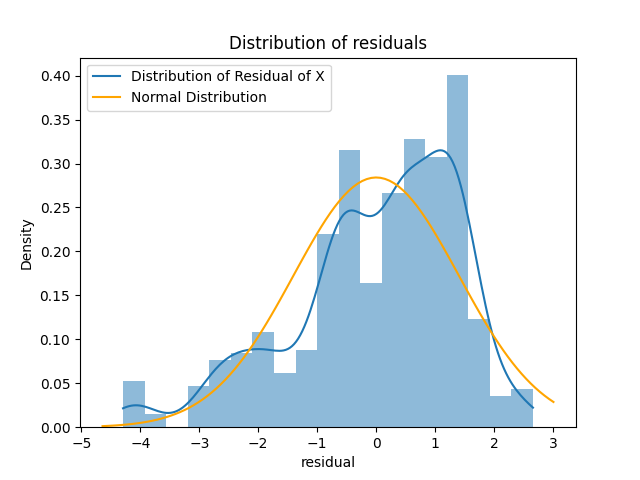 Distribution of residuals
Distribution of Residual of X
Normal Distribution
0.40
0.35
0.30
0.25
0.20
0.15
0.10
0.05
0.00
Density
−5 −4 −3 −2 −1 0 1 2 3
residual